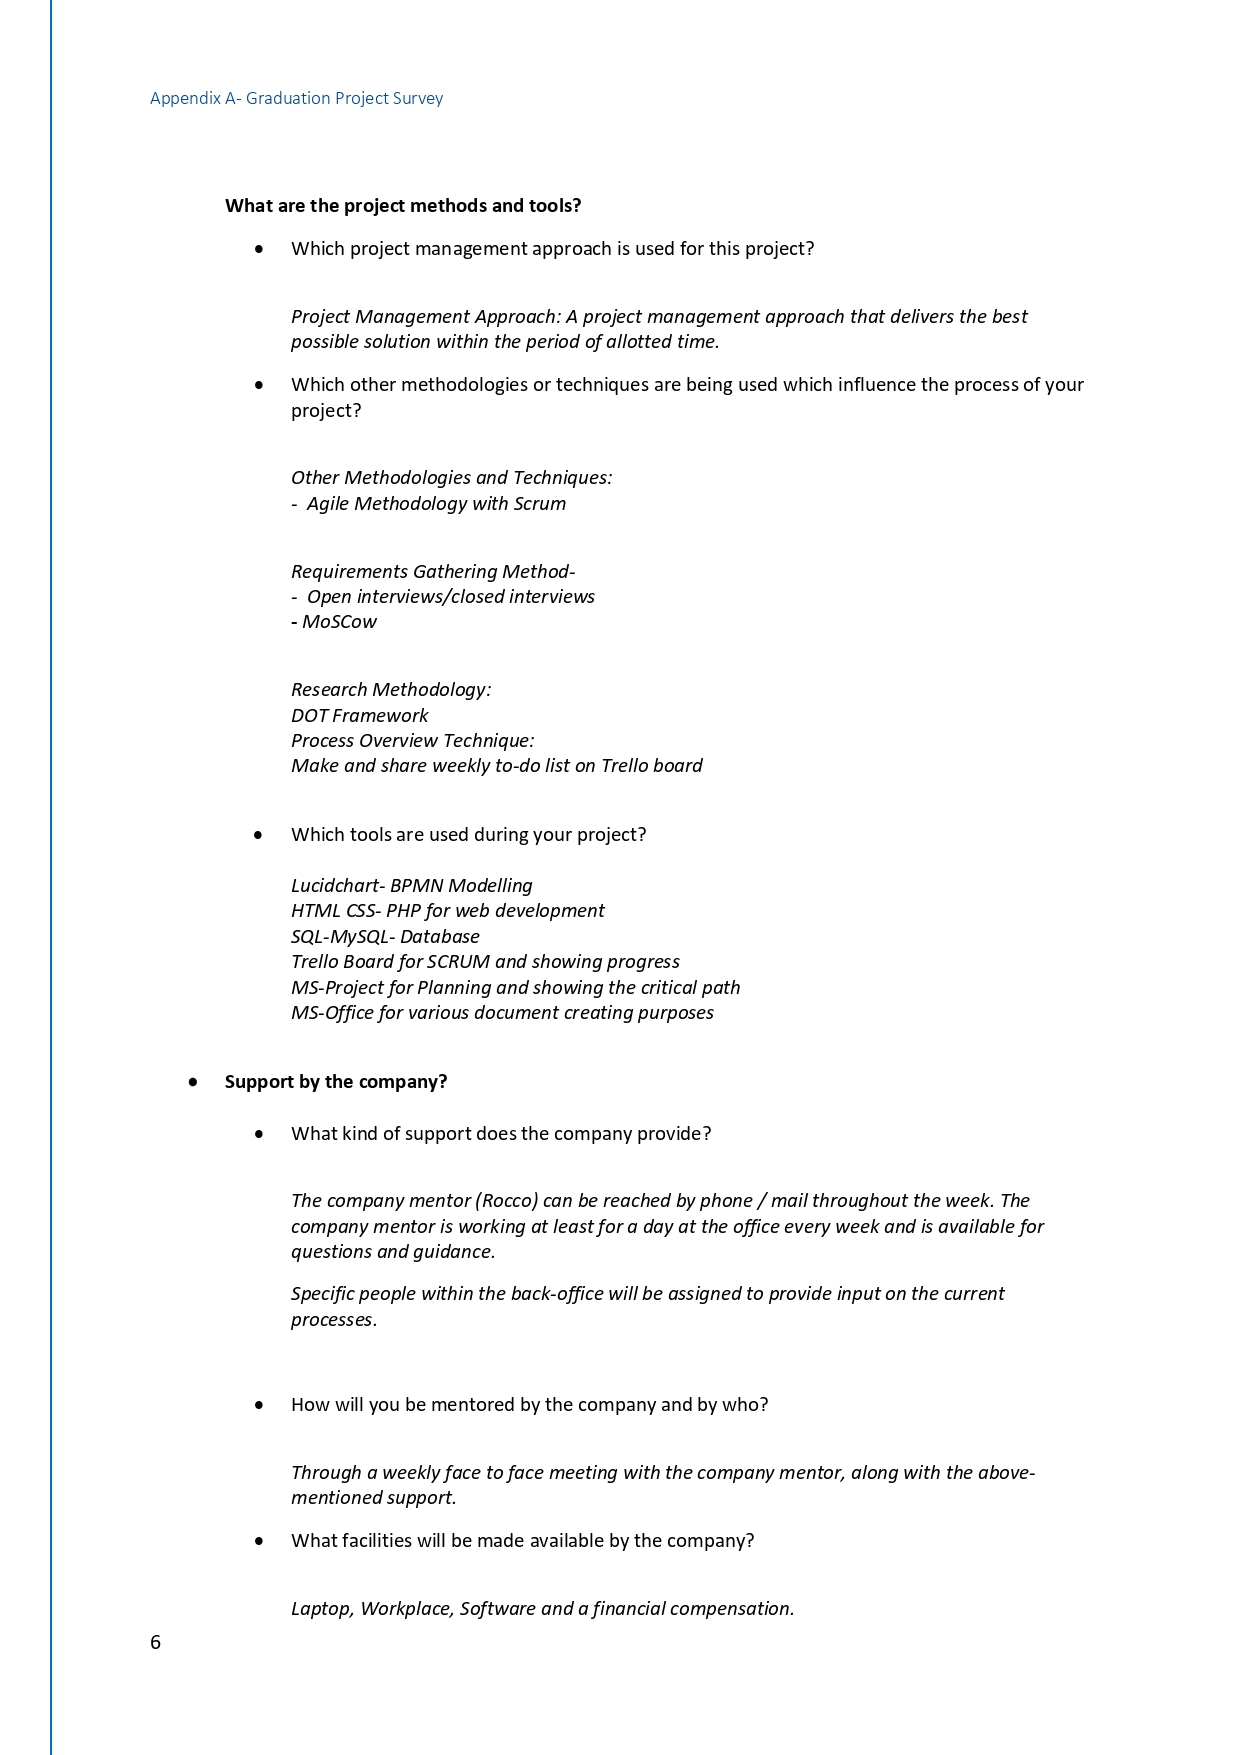 Appendix A- Graduation Project Survey
What are the project methods and tools?
• Which project management approach is used for this project?
Project Management Approach: A project management approach that delivers the best
possible solution within the period of allotted time.
• Which other methodologies or techniques are being used which influence the process of your
project?
Other Methodologies and Techniques:
- Agile Methodology with Scrum
Requirements Gathering Method-
- Open interviews/closed interviews
- MoSCow
Research Methodology:
DOT Framework
Process Overview Technique:
Make and share weekly to-do list on Trello board
• Which tools are used during your project?
Lucidchart- BPMN Modelling
HTML CSS- PHP for web development
SQL-MySQL- Database
Trello Board for SCRUM and showing progress
MS-Project for Planning and showing the critical path
MS-Office for various document creating purposes
• Support by the company?
• What kind of support does the company provide?
The company mentor (Rocco) can be reached by phone / mail throughout the week. The
company mentor is working at least for a day at the office every week and is available for
questions and guidance.
Specific people within the back-office will be assigned to provide input on the current
processes.
• How will you be mentored by the company and by who?
Through a weekly face to face meeting with the company mentor, along with the above-
mentioned support.
• What facilities will be made available by the company?
Laptop, Workplace, Software and a financial compensation.
6